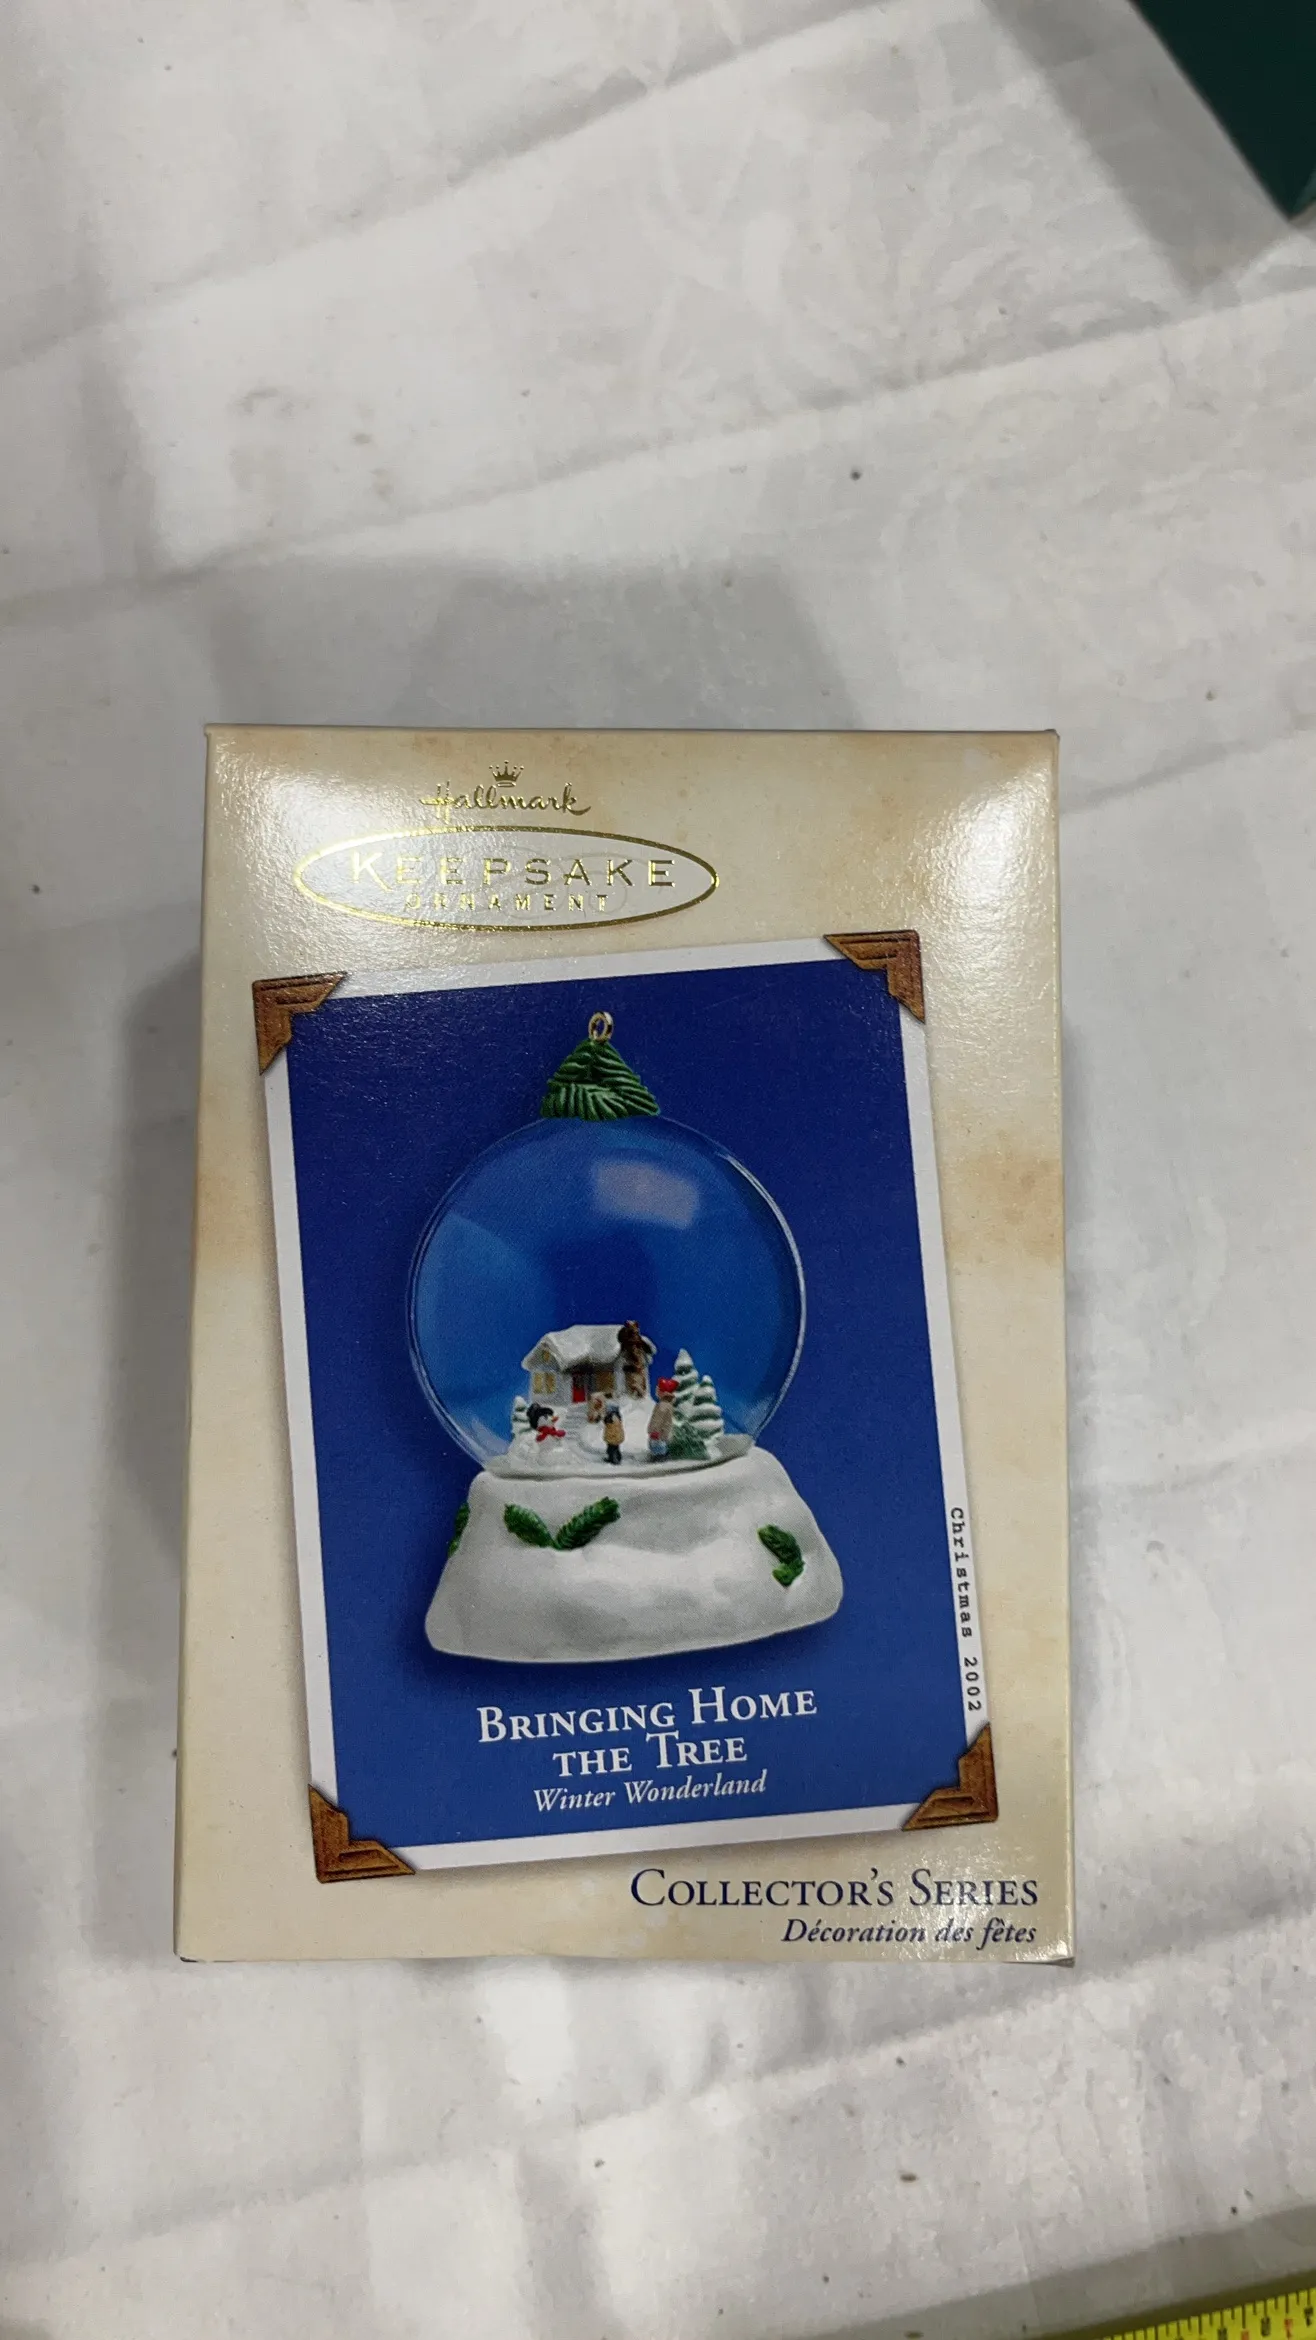 Hallmark
KEEPSAKE
ORNAMENT
Christmas 2002
BRINGING HOME
THE TREE
Winter Wonderland
COLLECTOR'S SERIES
Décoration des fêtes